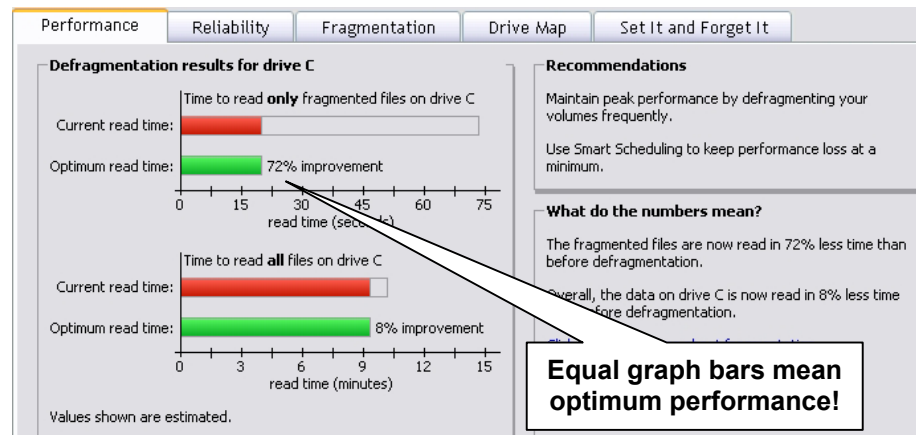 Performance
Reliability
Fragmentation
Drive Map
Set It and Forget It
Defragmentation results for drive C
Time to read only fragmented files on drive C
Current read time:
Optimum read time:
72% improvement
0 15 30 45 60 75
read time (seconds)
Time to read all files on drive C
Current read time:
Optimum read time:
8% improvement
0 3 6 9 12 15
read time (minutes)
Values shown are estimated.
Recommendations
Maintain peak performance by defragmenting your
volumes frequently.
Use Smart Scheduling to keep performance loss at a
minimum.
What do the numbers mean?
The fragmented files are now read in 72% less time than
before defragmentation.
Overall, the data on drive C is now read in 8% less time
before defragmentation.
Equal graph bars mean
optimum performance!